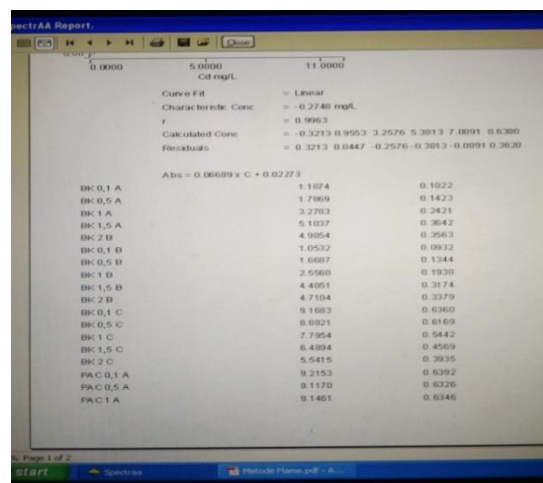 SpectrAA Report.
Close
0.0000 5.0000 11.0000
Cd mg/L
Curve Fit = Linear
Characteristic Conc = -0.2748 mg/L
r = 0.9963
Calculated Conc = -0.3213 0.9553 3.2576 5.3013 7.0091 8.6380
Residuals = 0.3213 0.0447 -0.2576 -0.3013 -0.0091 0.3620
Abs = 0.06689 x C + 0.02273
BK 0,1 A 1.1874 0.1022
BK 0,5 A 1.7869 0.1423
BK 1 A 3.2783 0.2421
BK 1,5 A 5.1037 0.3642
BK 2 B 4.9854 0.3563
BK 0,1 B 1.0532 0.0932
BK 0,5 B 1.6687 0.1344
BK 1 B 2.5560 0.1938
BK 1,5 B 4.4051 0.3174
BK 2 B 4.7104 0.3379
BK 0,1 C 9.1683 0.6360
BK 0,5 C 8.8821 0.6169
BK 1 C 7.7954 0.5442
BK 1,5 C 6.4894 0.4569
BK 2 C 5.5415 0.3935
PAC 0,1 A 9.2153 0.6392
PAC 0,5 A 9.1170 0.6326
PAC 1 A 9.1461 0.6346
Page 1 of 2
start Spectraa Metode Flame.pdf - A...